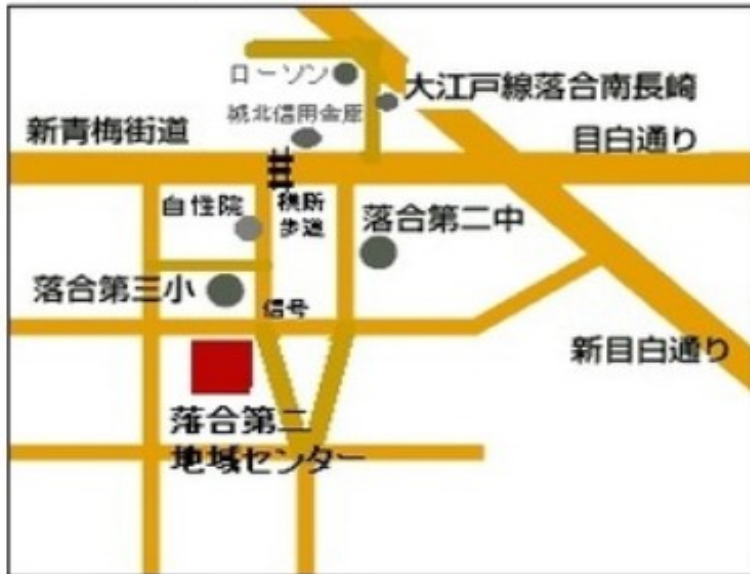 ローソン
大江戸線落合南長崎
城北信用金庫
新青梅街道
目白通り
自性院
横断
歩道
落合第二中
落合第三小
信号
新目白通り
落合第二
地域センター